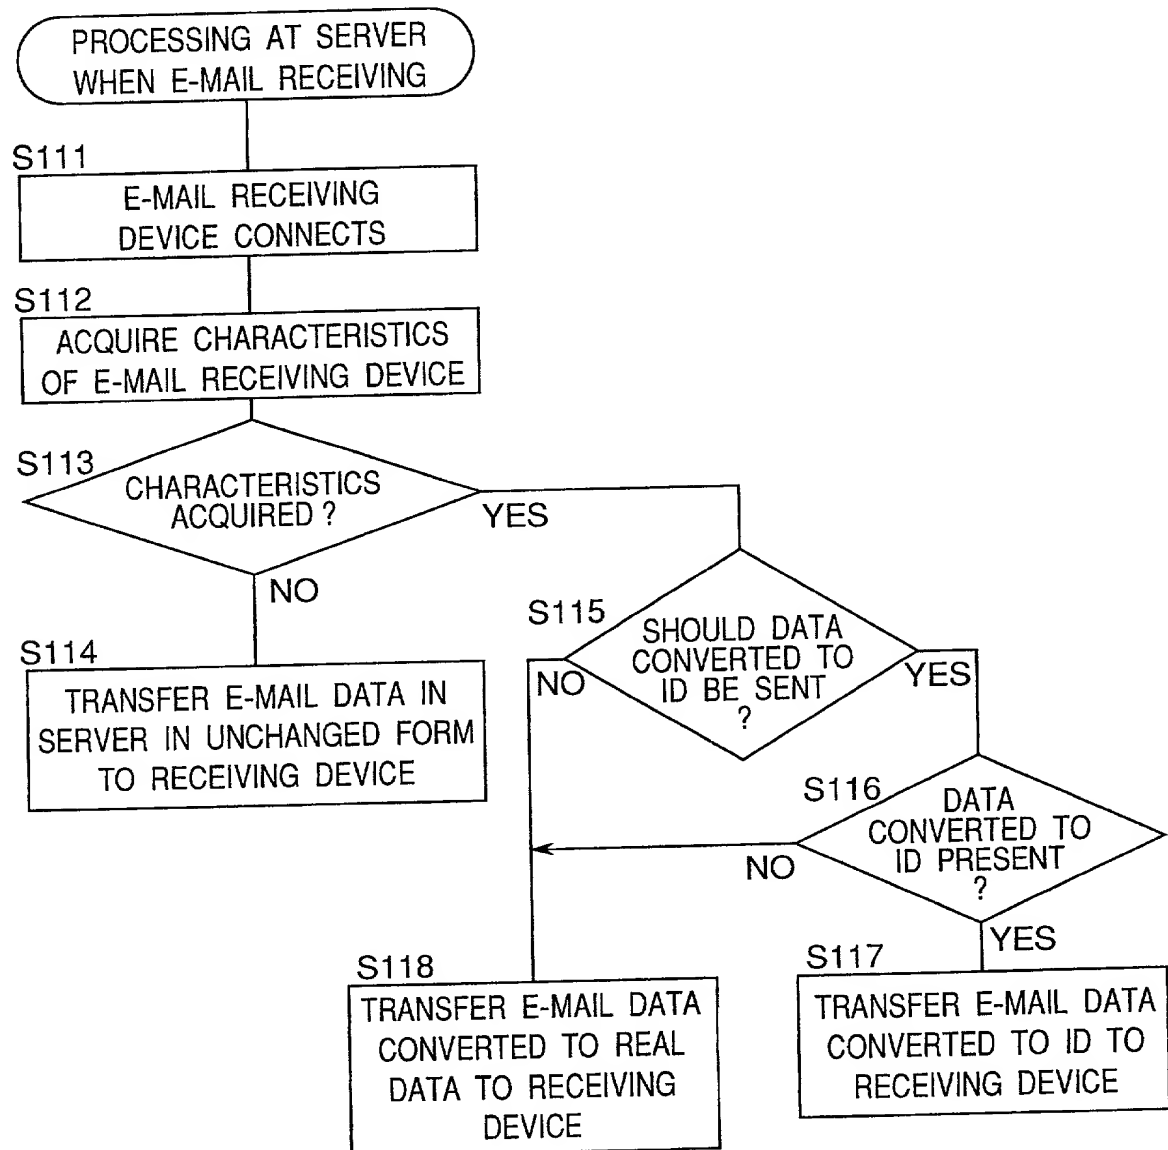 PROCESSING AT SERVER
WHEN E-MAIL RECEIVING
S111
E-MAIL RECEIVING
DEVICE CONNECTS
S112
ACQUIRE CHARACTERISTICS
OF E-MAIL RECEIVING DEVICE
S113
CHARACTERISTICS
ACQUIRED ?
YES
NO
S114
TRANSFER E-MAIL DATA IN
SERVER IN UNCHANGED FORM
TO RECEIVING DEVICE
S115
SHOULD DATA
CONVERTED TO
ID BE SENT
?
NO
YES
S116
DATA
CONVERTED TO
ID PRESENT
?
NO
YES
S118
TRANSFER E-MAIL DATA
CONVERTED TO REAL
DATA TO RECEIVING
DEVICE
S117
TRANSFER E-MAIL DATA
CONVERTED TO ID TO
RECEIVING DEVICE